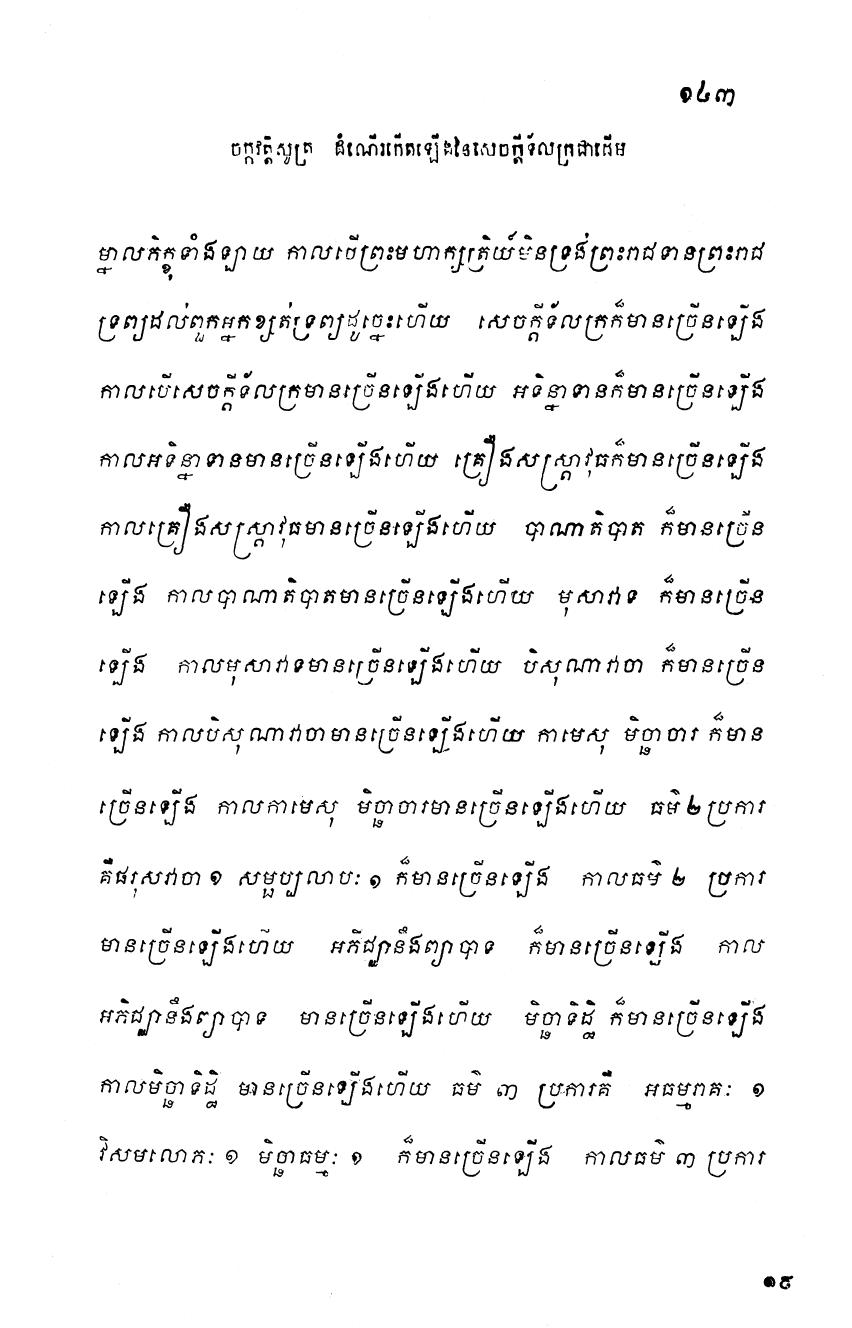 ១៤៣
ចក្កវត្តិសូត្រ ដំណើរកើតឡើងនៃសេចក្តីទ័លក្រជាដើម
ម្នាលភិក្ខុទាំងឡាយ កាលបើព្រះមហាក្សត្រិយ៍មិនទ្រង់ព្រះរាជទានព្រះរាជ
ទ្រព្យដល់ពួកអ្នកខ្សត់ទ្រព្យដូច្នេះហើយ សេចក្តីទ័លក្រក៏មានច្រើនឡើង
កាលបើសេចក្តីទ័លក្រមានច្រើនឡើងហើយ អទិន្នាទានក៏មានច្រើនឡើង
កាលអទិន្នាទានមានច្រើនឡើងហើយ គ្រឿងសស្ត្រាវុធក៏មានច្រើនឡើង
កាលគ្រឿងសស្ត្រាវុធមានច្រើនឡើងហើយ បាណាតិបាត ក៏មានច្រើន
ឡើង កាលបាណាតិបាតមានច្រើនឡើងហើយ មុសាវាទ ក៏មានច្រើន
ឡើង កាលមុសាវាទមានច្រើនឡើងហើយ បិសុណាវាចា ក៏មានច្រើន
ឡើង កាលបិសុណាវាចាមានច្រើនឡើងហើយ កាមេសុ មិច្ឆាចារ ក៏មាន
ច្រើនឡើង កាលកាមេសុ មិច្ឆាចារមានច្រើនឡើងហើយ ធម៌ ២ ប្រការ
គឺផរុសវាចា ១ សម្ផប្បលាបៈ ១ ក៏មានច្រើនឡើង កាលធម៌ ២ ប្រការ
មានច្រើនឡើងហើយ អភិជ្ឈានឹងព្យាបាទ ក៏មានច្រើនឡើង កាល
អភិជ្ឈានឹងព្យាបាទ មានច្រើនឡើងហើយ មិច្ឆាទិដ្ឋិ ក៏មានច្រើនឡើង
កាលមិច្ឆាទិដ្ឋិ មានច្រើនឡើងហើយ ធម៌ ៣ ប្រការគឺ អធម្មរាគៈ ១
វិសមលោភៈ ១ មិច្ឆាធម្មៈ ១ ក៏មានច្រើនឡើង កាលធម៌ ៣ ប្រការ
១៩